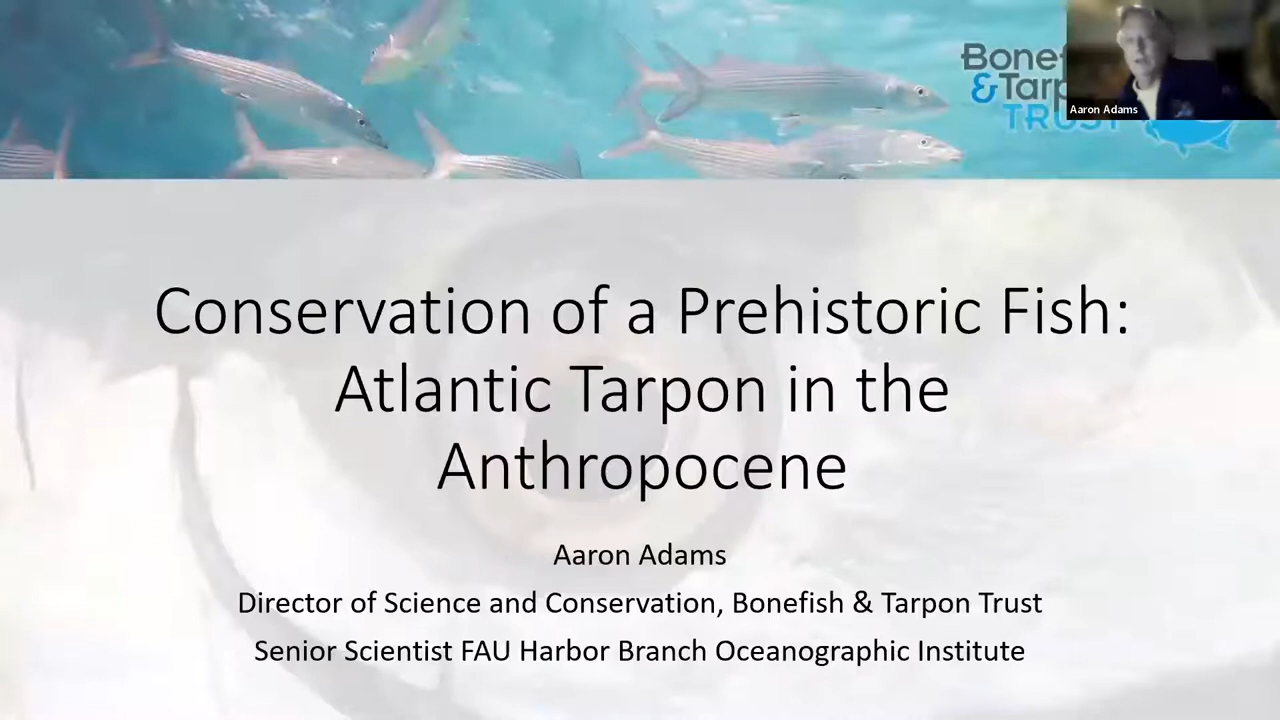 Aaron Adams
TRUST
Conservation of a Prehistoric Fish:
Atlantic Tarpon in the
Anthropocene
Aaron Adams
Director of Science and Conservation, Bonefish & Tarpon Trust
Senior Scientist FAU Harbor Branch Oceanographic Institute